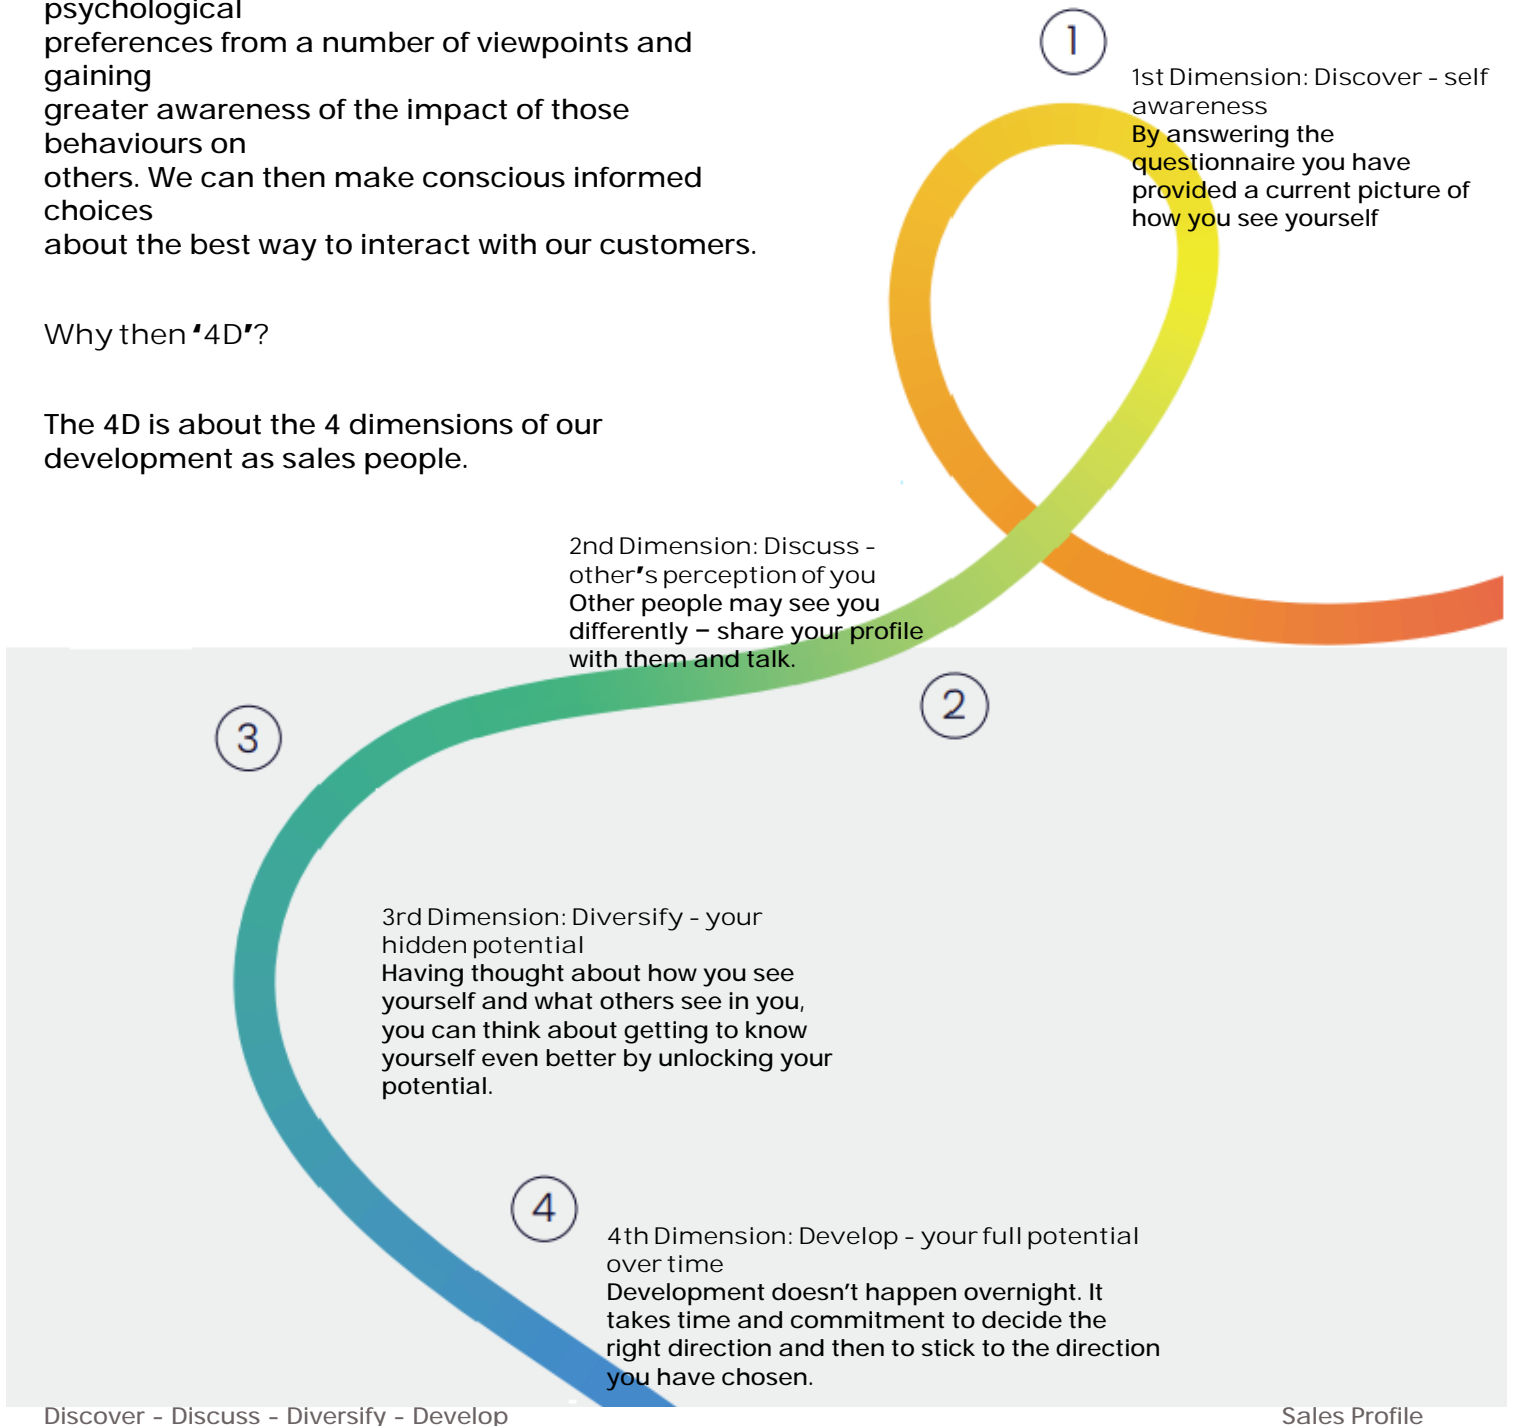 psychological
preferences from a number of viewpoints and
gaining
greater awareness of the impact of those
behaviours on
others. We can then make conscious informed
choices
about the best way to interact with our customers.
Why then '4D'?
The 4D is about the 4 dimensions of our
development as sales people.
1
1st Dimension: Discover - self
awareness
By answering the
questionnaire you have
provided a current picture of
how you see yourself
2nd Dimension: Discuss -
other's perception of you
Other people may see you
differently – share your profile
with them and talk.
2
3
3rd Dimension: Diversify - your
hidden potential
Having thought about how you see
yourself and what others see in you,
you can think about getting to know
yourself even better by unlocking your
potential.
4
4th Dimension: Develop - your full potential
over time
Development doesn't happen overnight. It
takes time and commitment to decide the
right direction and then to stick to the direction
you have chosen.
Discover - Discuss - Diversify - Develop
Sales Profile